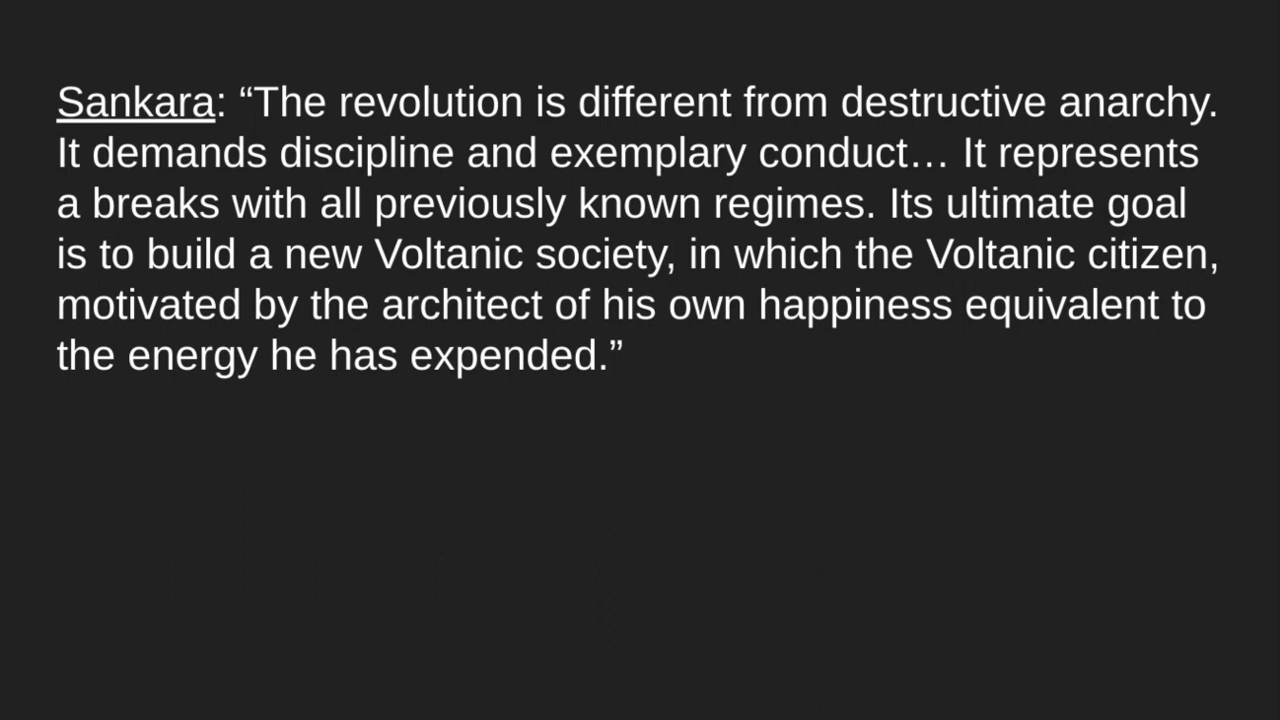 Sankara: “The revolution is different from destructive anarchy.
It demands discipline and exemplary conduct… It represents
a breaks with all previously known regimes. Its ultimate goal
is to build a new Voltanic society, in which the Voltanic citizen,
motivated by the architect of his own happiness equivalent to
the energy he has expended.”